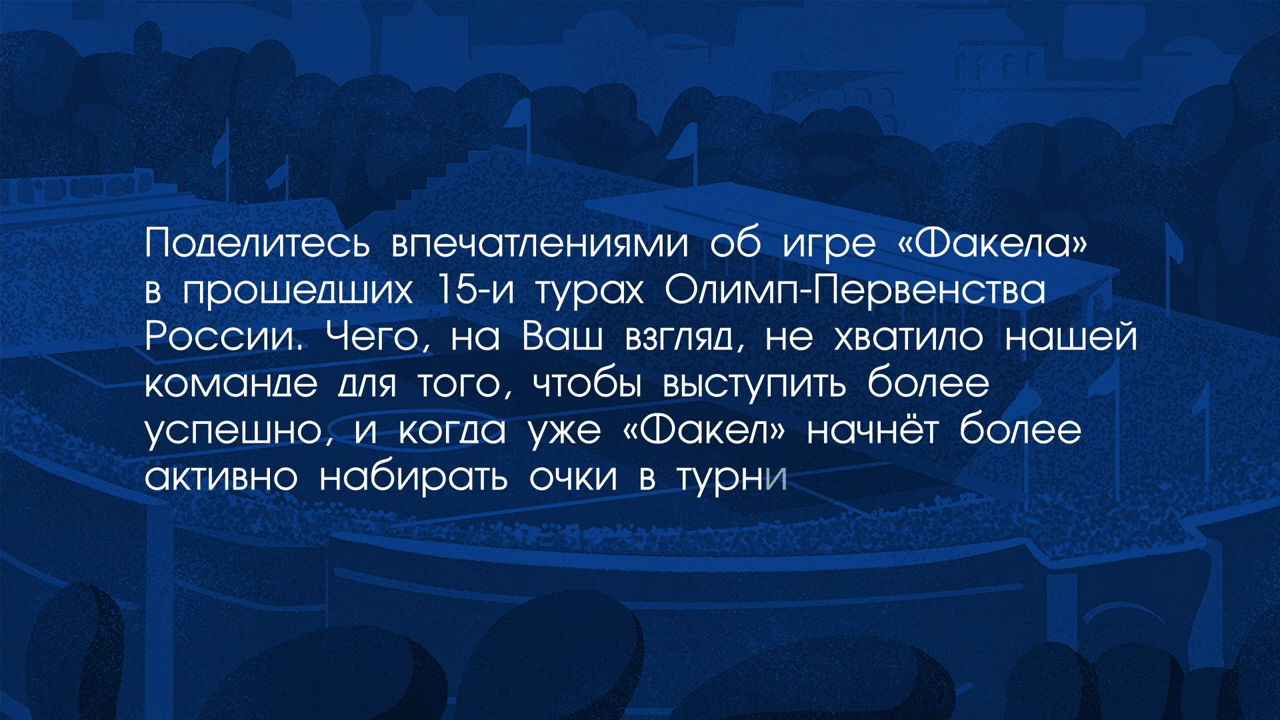 Поделитесь впечатлениями об игре «Факела»
в прошедших 15-и турах Олимп-Первенства
России. Чего, на Ваш взгляд, не хватило нашей
команде для того, чтобы выступить более
успешно, и когда уже «Факел» начнёт более
активно набирать очки в турни